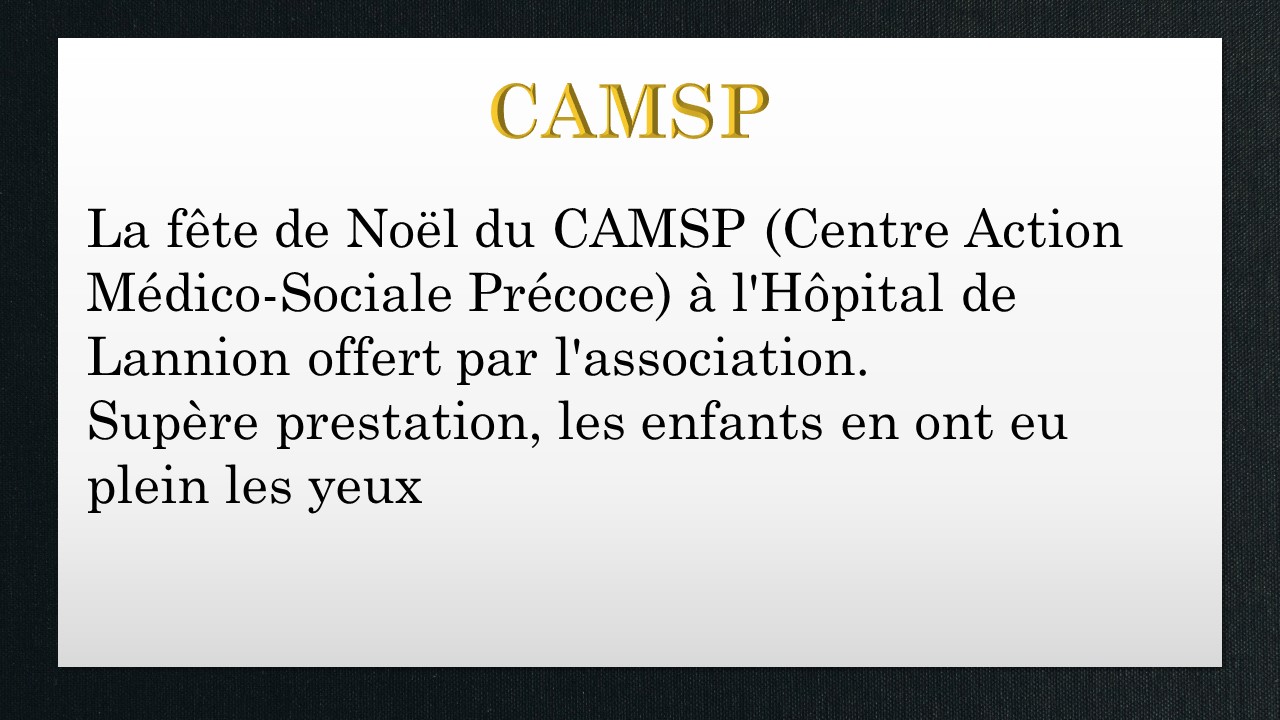 CAMSP
La fête de Noël du CAMSP (Centre Action
Médico-Sociale Précoce) à l'Hôpital de
Lannion offert par l'association.
Supère prestation, les enfants en ont eu
plein les yeux